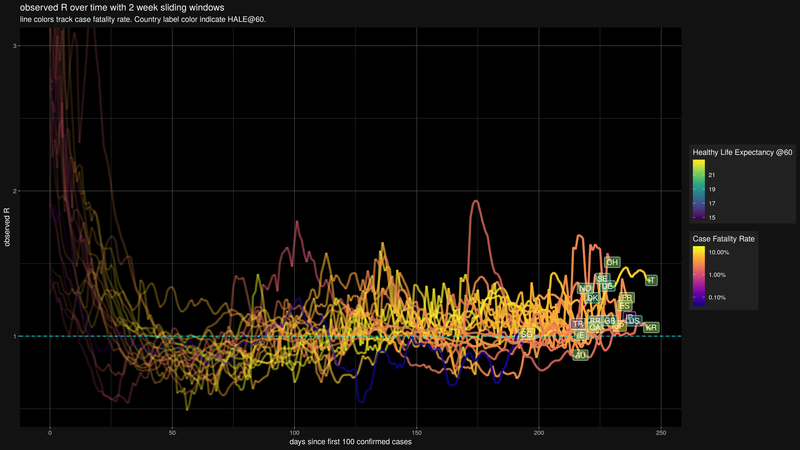 observed R over time with 2 week sliding windows
line colors track case fatality rate. Country label color indicate HALE@60.
observed R
3
2
1
0
50
100
150
200
250
days since first 100 confirmed cases
Healthy Life Expectancy @60
21
19
17
15
Case Fatality Rate
10.00%
1.00%
0.10%
CH
SE
IT
NO
DE
DK
FR
ES
TR
BR
GB
US
CA
KR
SG
IE
AU